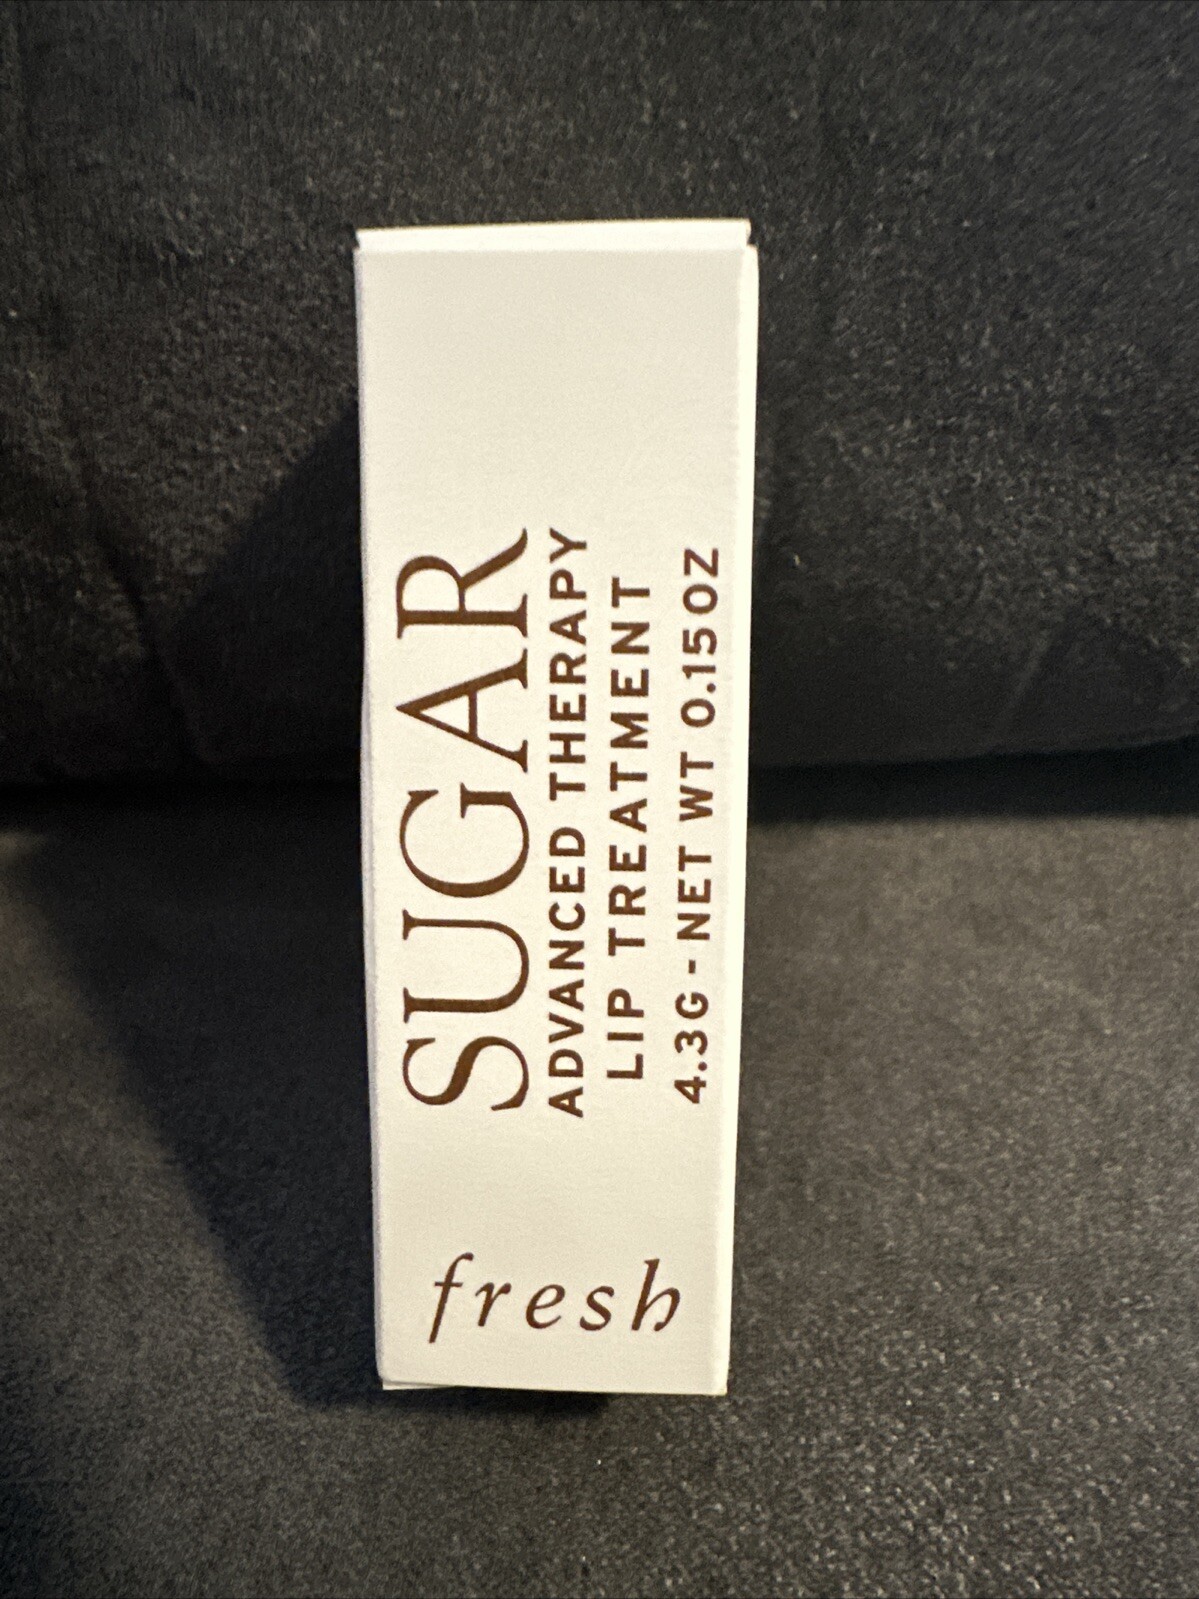 SUGAR
ADVANCED THERAPY
LIP TREATMENT
4.3G - NET WT 0.15 OZ
fresh